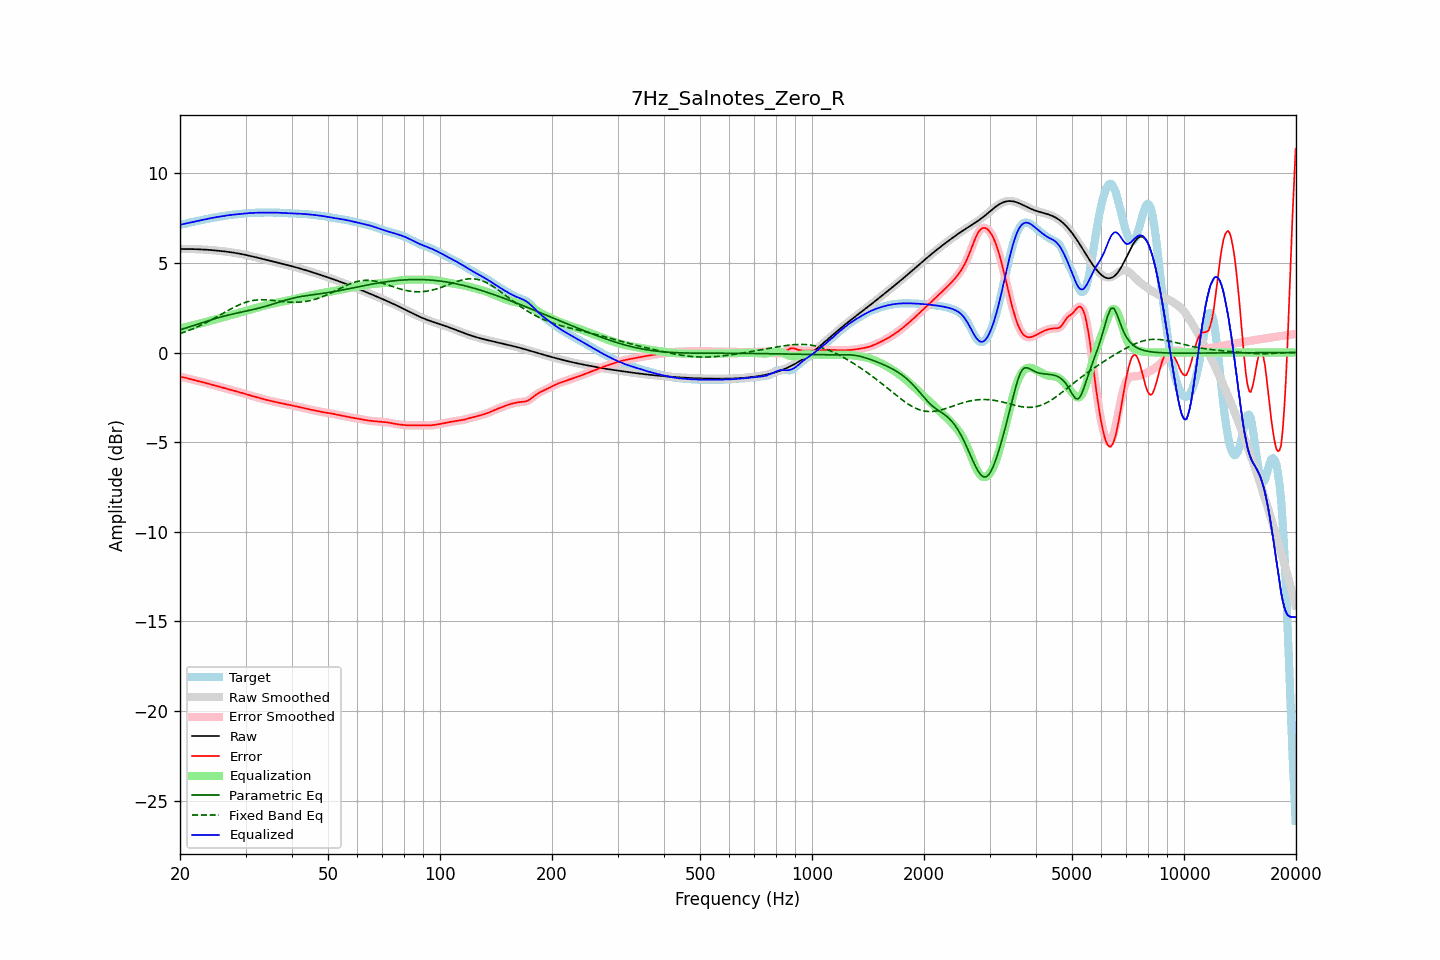 7Hz_Salnotes_Zero_R
10
5
0
−5
−10
−15
−20
−25
Amplitude (dBr)
Target
Raw Smoothed
Error Smoothed
Raw
Error
Equalization
Parametric Eq
Fixed Band Eq
Equalized
20 50 100 200 500 1000 2000 5000 10000 20000
Frequency (Hz)